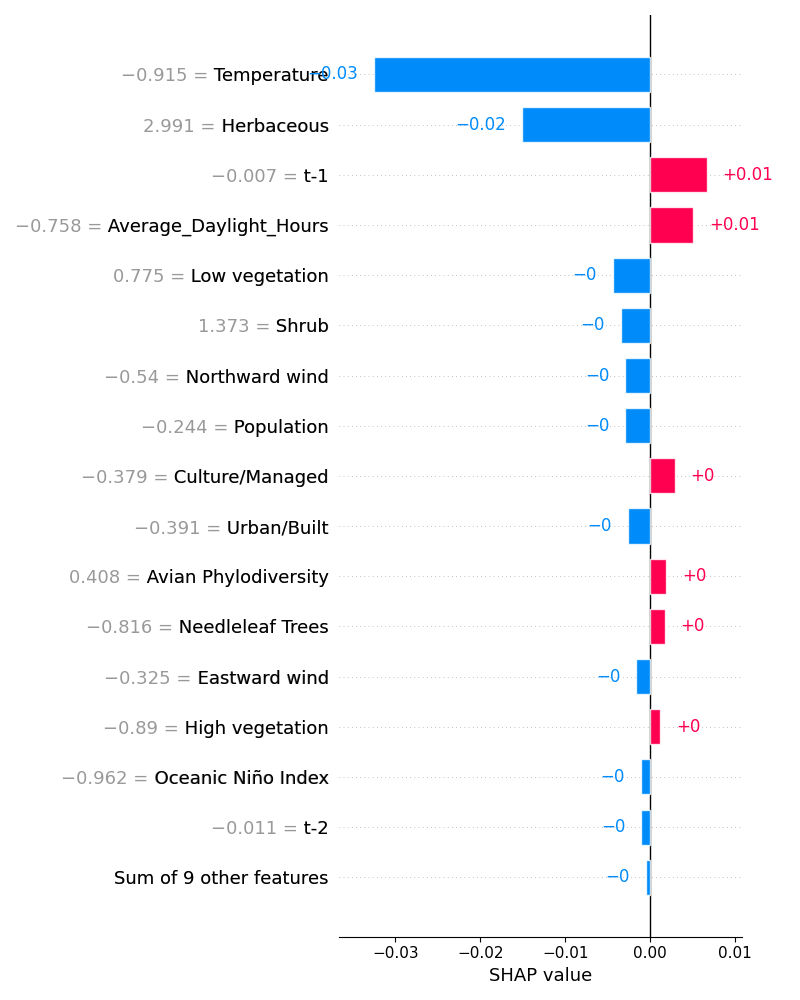 −0.915 = Temperature −0.03
2.991 = Herbaceous −0.02
−0.007 = t-1 +0.01
−0.758 = Average_Daylight_Hours +0.01
0.775 = Low vegetation −0
1.373 = Shrub −0
−0.54 = Northward wind −0
−0.244 = Population −0
−0.379 = Culture/Managed +0
−0.391 = Urban/Built −0
0.408 = Avian Phylodiversity +0
−0.816 = Needleleaf Trees +0
−0.325 = Eastward wind −0
−0.89 = High vegetation +0
−0.962 = Oceanic Niño Index −0
−0.011 = t-2 −0
Sum of 9 other features −0
−0.03 −0.02 −0.01 0.00 0.01
SHAP value